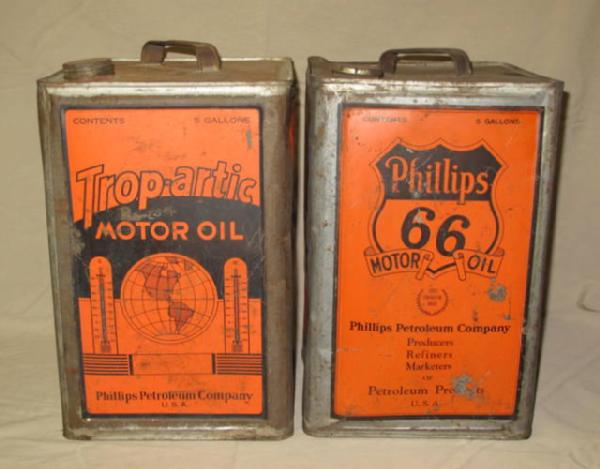 CONTENTS 5 GALLONS
Trop-artic
MOTOR OIL
Phillips Petroleum Company
U.S.A.
CONTENTS 5 GALLONS
Phillips
66
MOTOR OIL
Phillips Petroleum Company
Producers
Refiners
Marketers
OF
Petroleum Products
U.S.A.